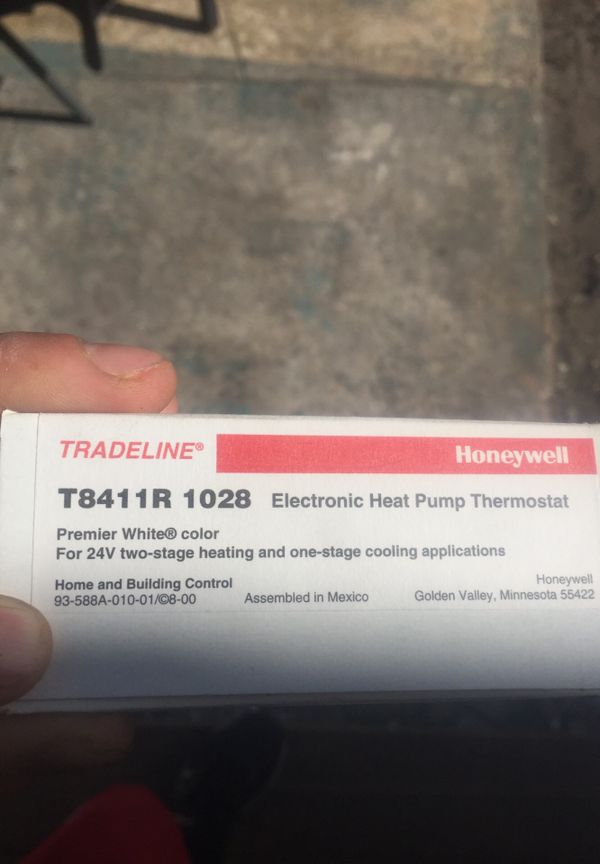 TRADELINE® Honeywell
T8411R 1028 Electronic Heat Pump Thermostat
Premier White® color
For 24V two-stage heating and one-stage cooling applications
Home and Building Control Honeywell
93-588A-010-01/©8-00 Assembled in Mexico Golden Valley, Minnesota 55422